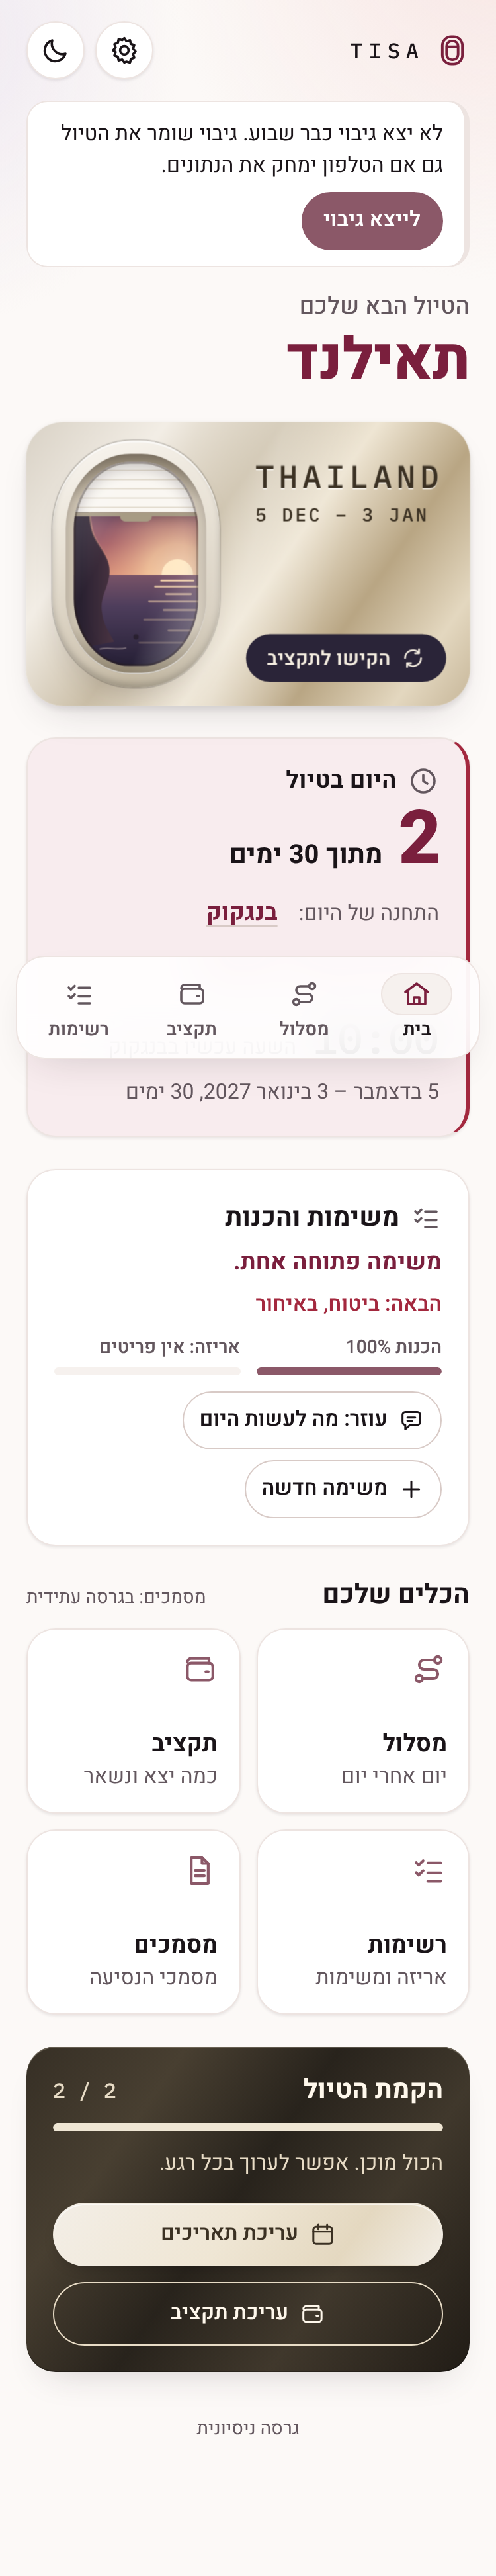 TISA
לא יצא גיבוי כבר שבוע. גיבוי שומר את הטיול
גם אם הטלפון ימחק את הנתונים.
לייצא גיבוי
הטיול הבא שלכם
תאילנד
THAILAND
5 DEC – 3 JAN
הקישו לתקציב
היום בטיול
2 מתוך 30 ימים
התחנה של היום: בנגקוק
בית
מסלול
תקציב
רשימות
10:00 השעה עכשיו בבנגקוק
5 בדצמבר – 3 בינואר 2027, 30 ימים
משימות והכנות
משימה פתוחה אחת.
הבאה: ביטוח, באיחור
הכנות 100%
אריזה: אין פריטים
עוזר: מה לעשות היום
משימה חדשה
הכלים שלכם
מסמכים: בגרסה עתידית
מסלול
יום אחרי יום
תקציב
כמה יצא ונשאר
רשימות
אריזה ומשימות
מסמכים
מסמכי הנסיעה
הקמת הטיול
2 / 2
הכול מוכן. אפשר לערוך בכל רגע.
עריכת תאריכים
עריכת תקציב
גרסה ניסיונית